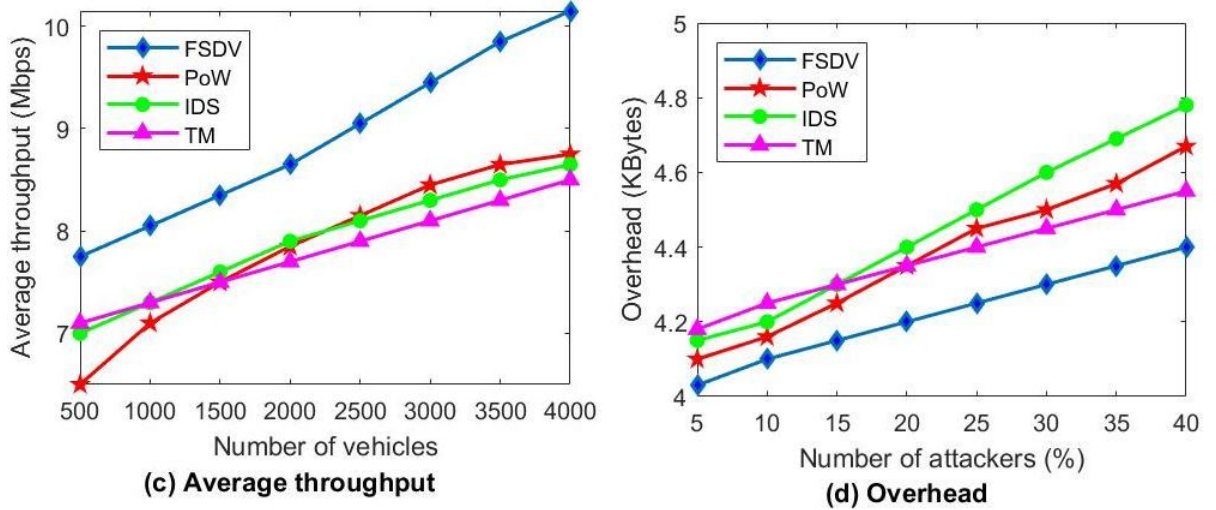 Average throughput (Mbps)
10
9
8
7
FSDV
PoW
IDS
TM
500 1000 1500 2000 2500 3000 3500 4000
Number of vehicles
(c) Average throughput
Overhead (KBytes)
5
4.8
4.6
4.4
4.2
4
FSDV
PoW
IDS
TM
5 10 15 20 25 30 35 40
Number of attackers (%)
(d) Overhead